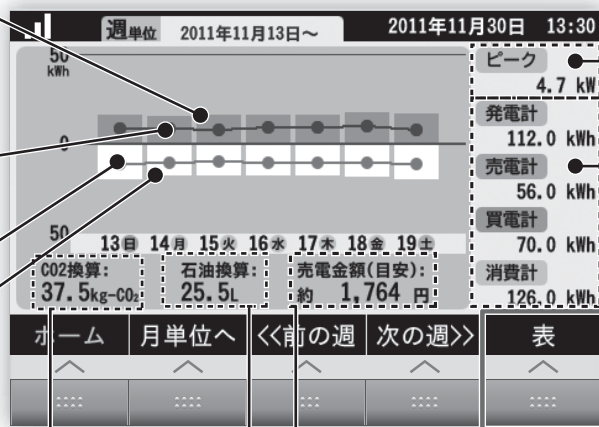 週単位 2011年11月13日～ 2011年11月30日 13:30
50
kWh
0
50
13日 14月 15火 16水 17木 18金 19土
ピーク
4.7 kW
発電計
112.0 kWh
売電計
56.0 kWh
買電計
70.0 kWh
消費計
126.0 kWh
CO2換算:
37.5kg-CO₂
石油換算:
25.5L
売電金額(目安):
約 1,764 円
ホーム 月単位へ <<前の週 次の週>> 表